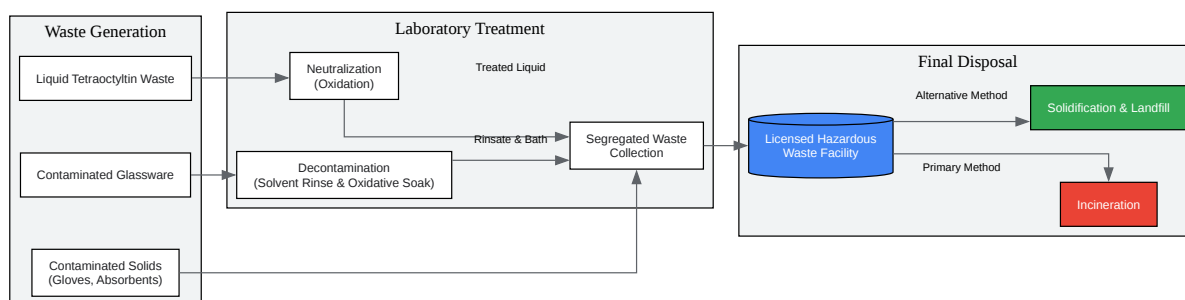 Waste Generation
Liquid Tetraoctyltin Waste
Contaminated Glassware
Contaminated Solids
(Gloves, Absorbents)
Laboratory Treatment
Neutralization
(Oxidation)
Treated Liquid
Rinsate & Bath
Decontamination
(Solvent Rinse & Oxidative Soak)
Segregated Waste
Collection
Final Disposal
Licensed Hazardous
Waste Facility
Alternative Method
Solidification & Landfill
Primary Method
Incineration